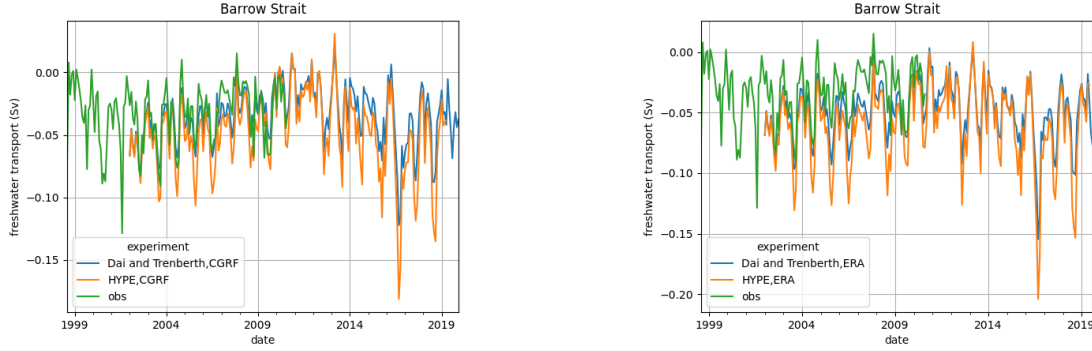 Barrow Strait
0.00
−0.05
−0.10
−0.15
freshwater transport (Sv)
experiment
Dai and Trenberth,CGRF
HYPE,CGRF
obs
1999
2004
2009
2014
2019
date
Barrow Strait
0.00
−0.05
−0.10
−0.15
−0.20
freshwater transport (Sv)
experiment
Dai and Trenberth,ERA
HYPE,ERA
obs
1999
2004
2009
2014
2019
date